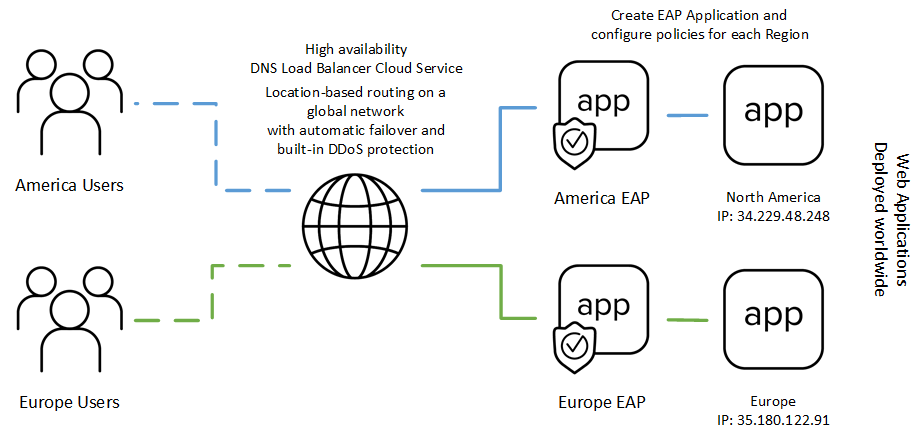 Create EAP Application and
configure policies for each Region
High availability
DNS Load Balancer Cloud Service
Location-based routing on a
global network
with automatic failover and
built-in DDoS protection
app
app
America Users
America EAP
North America
IP: 34.229.48.248
Web Applications
Deployed worldwide
app
app
Europe Users
Europe EAP
Europe
IP: 35.180.122.91